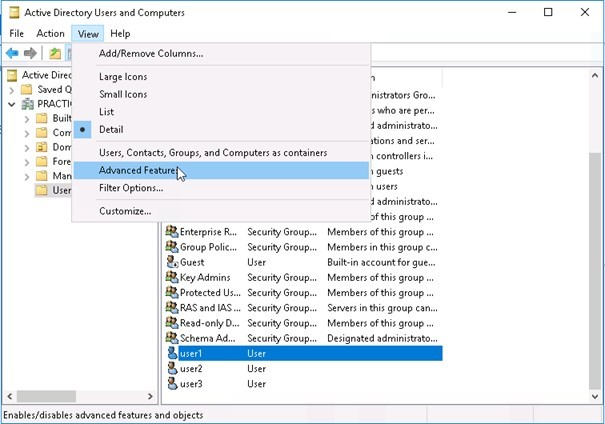 Active Directory Users and Computers
File Action View Help
Add/Remove Columns...
Large Icons
Small Icons
List
Detail
Users, Contacts, Groups, and Computers as containers
Advanced Features
Filter Options...
Customize...
Active Direc
Saved Q
PRACTIC
Built
Com
Dom
Fore
Man
User
n
ministrators Gro...
s who are per...
d administrato...
ations and ser...
n controllers i...
n guests
n users
d administrato...
s of this group ...
Enterprise R... Security Group... Members of this group ...
Group Polic... Security Group... Members in this group c...
Guest User Built-in account for gue...
Key Admins Security Group... Members of this group ...
Protected Us... Security Group... Members of this group ...
RAS and IAS ... Security Group... Servers in this group can...
Read-only D... Security Group... Members of this group ...
Schema Ad... Security Group... Designated administrato...
user1 User
user2 User
user3 User
Enables/disables advanced features and objects